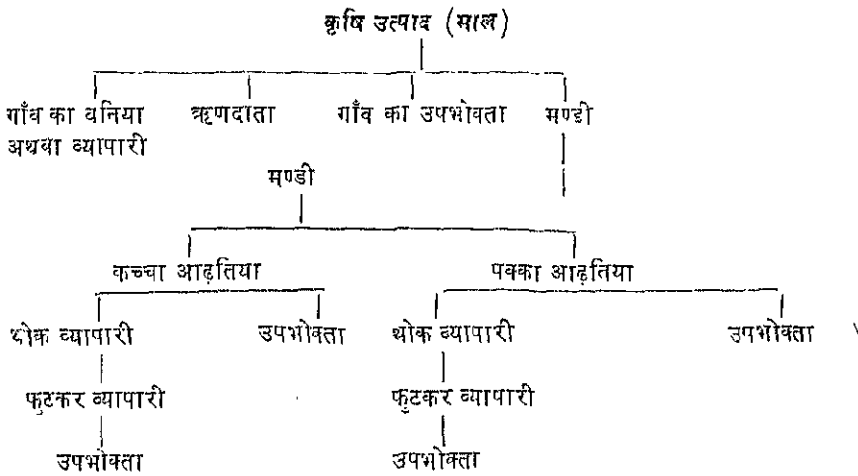 कृषि उत्पाद (माल)
गाँव का बनिया ऋणदाता गाँव का उपभोक्ता मण्डी
अथवा व्यापारी
मण्डी
कच्चा आढ़तिया पक्का आढ़तिया
थोक व्यापारी उपभोक्ता थोक व्यापारी उपभोक्ता
फुटकर व्यापारी फुटकर व्यापारी
उपभोक्ता उपभोक्ता